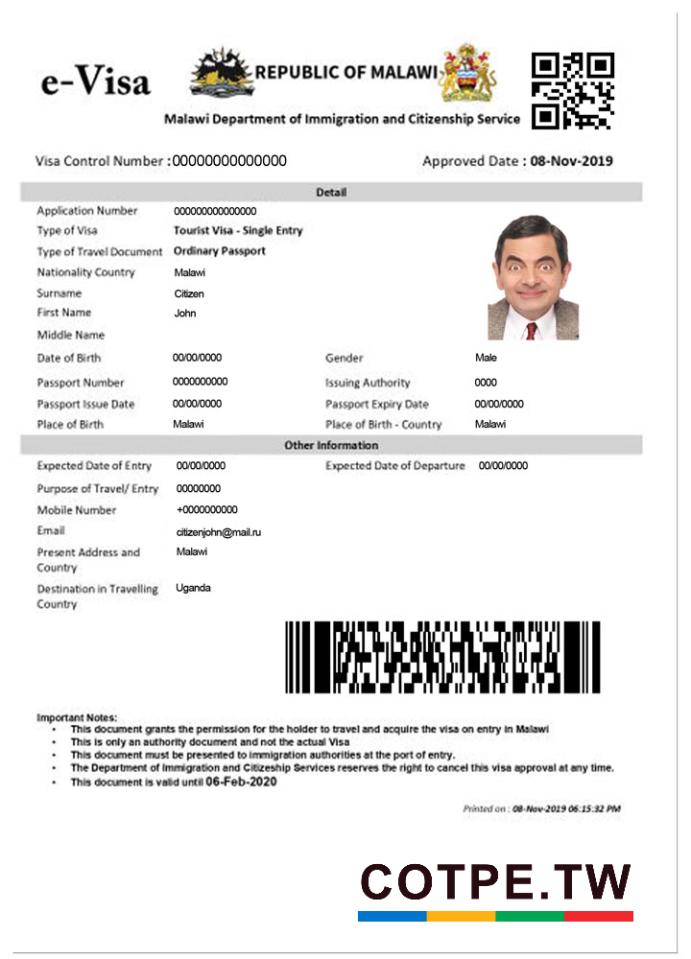 e-Visa
REPUBLIC OF MALAWI
Malawi Department of Immigration and Citizenship Service
Visa Control Number : 00000000000000
Approved Date : 08-Nov-2019
Detail
Application Number 000000000000000
Type of Visa Tourist Visa - Single Entry
Type of Travel Document Ordinary Passport
Nationality Country Malawi
Surname Citizen
First Name John
Middle Name
Date of Birth 00/00/0000 Gender Male
Passport Number 0000000000 Issuing Authority 0000
Passport Issue Date 00/00/0000 Passport Expiry Date 00/00/0000
Place of Birth Malawi Place of Birth - Country Malawi
Other Information
Expected Date of Entry 00/00/0000 Expected Date of Departure 00/00/0000
Purpose of Travel/ Entry 00000000
Mobile Number +0000000000
Email citizenjohn@mail.ru
Present Address and Malawi
Country
Destination in Travelling Uganda
Country
Important Notes:
• This document grants the permission for the holder to travel and acquire the visa on entry in Malawi
• This is only an authority document and not the actual Visa
• This document must be presented to immigration authorities at the port of entry.
• The Department of Immigration and Citizeship Services reserves the right to cancel this visa approval at any time.
• This document is valid until 06-Feb-2020
Printed on : 08-Nov-2019 06:15:32 PM
COTPE.TW